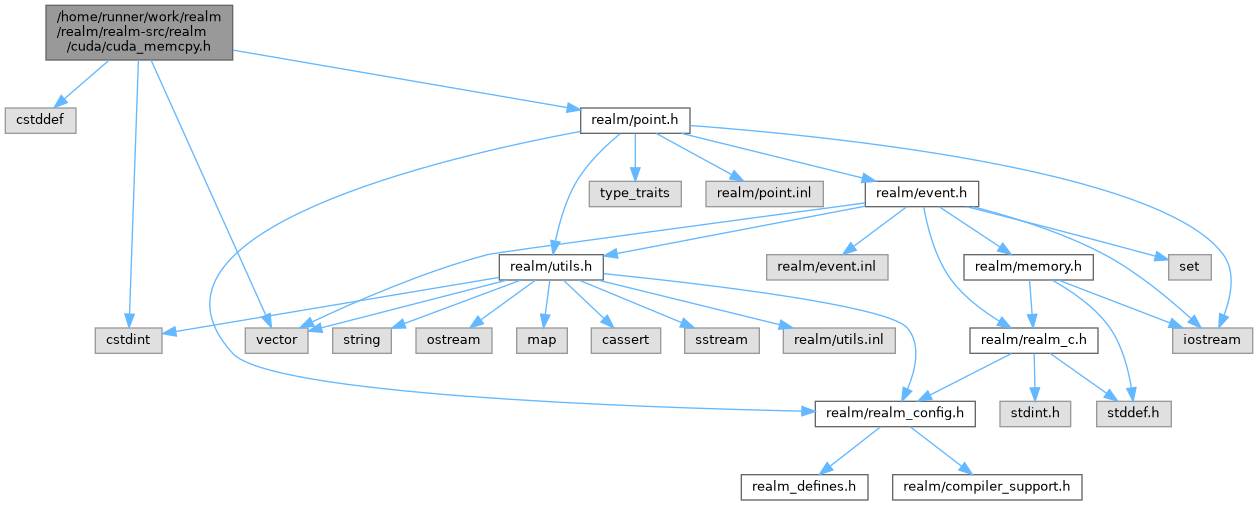 /home/runner/work/realm
/realm/realm-src/realm
/cuda/cuda_memcpy.h
cstddef
realm/point.h
type_traits
realm/point.inl
realm/event.h
realm/utils.h
realm/event.inl
realm/memory.h
set
cstdint
vector
string
ostream
map
cassert
sstream
realm/utils.inl
realm/realm_c.h
iostream
realm/realm_config.h
stdint.h
stddef.h
realm_defines.h
realm/compiler_support.h